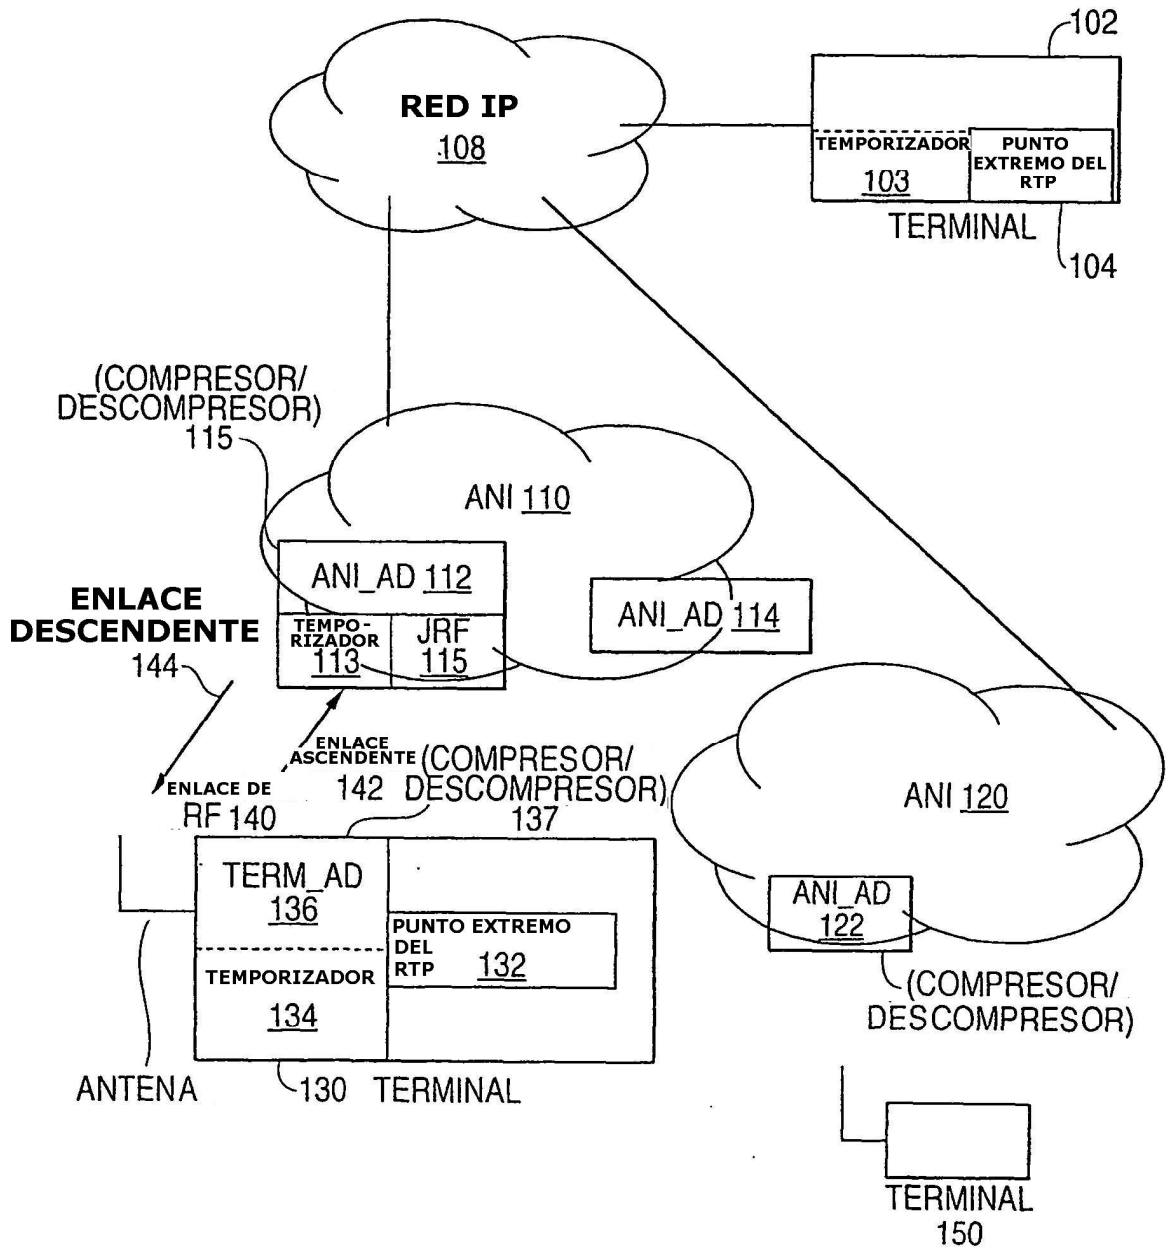 102
RED IP
108
TEMPORIZADOR
103
PUNTO
EXTREMO DEL
RTP
TERMINAL
104
(COMPRESOR/
DESCOMPRESOR)
115
ANI 110
ANI_AD 112
TEMPO-
RIZADOR
113
JRF
115
ANI_AD 114
ENLACE
DESCENDENTE
144
ENLACE
ASCENDENTE
142
(COMPRESOR/
DESCOMPRESOR)
137
ENLACE DE
RF 140
ANI 120
TERM_AD
136
PUNTO EXTREMO
DEL
RTP
132
TEMPORIZADOR
134
ANI_AD
122
(COMPRESOR/
DESCOMPRESOR)
ANTENA
130 TERMINAL
TERMINAL
150